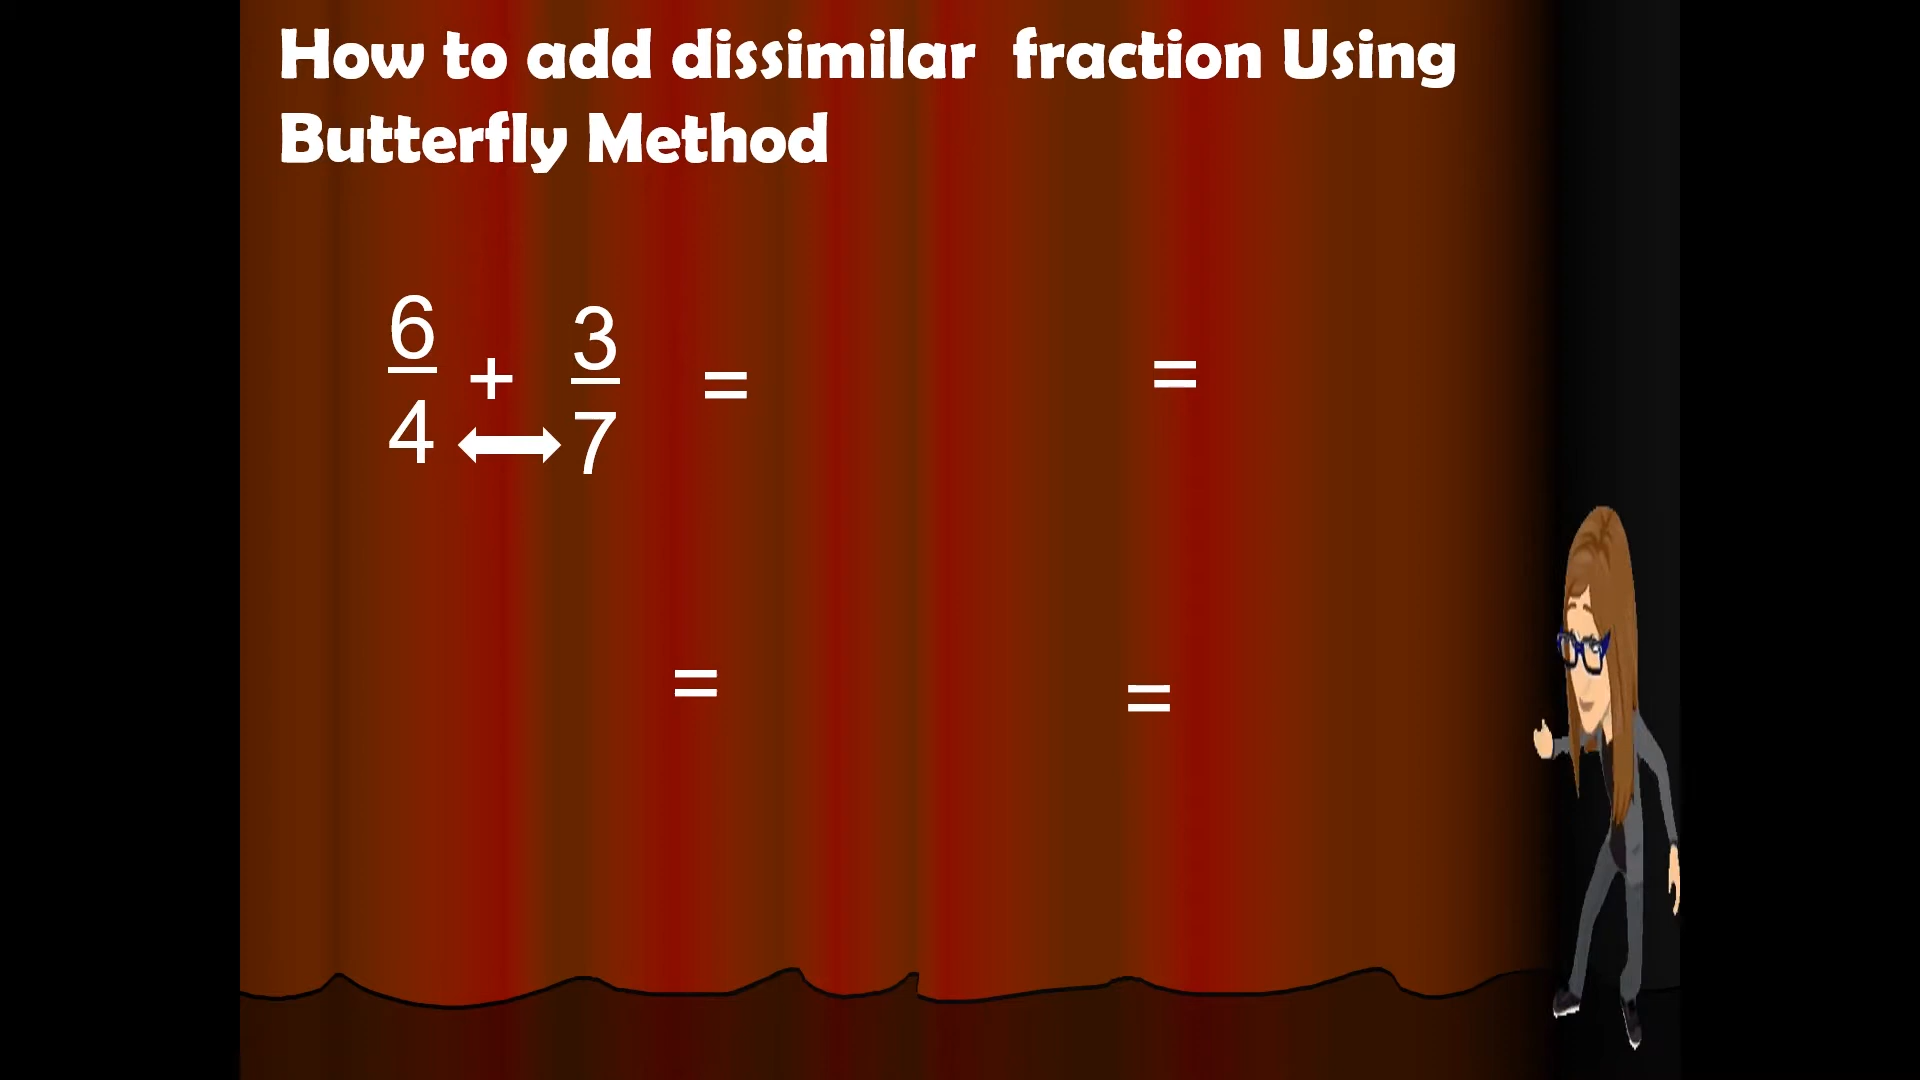 How to add dissimilar fraction Using
Butterfly Method
6 + 3 = =
4 7
= =